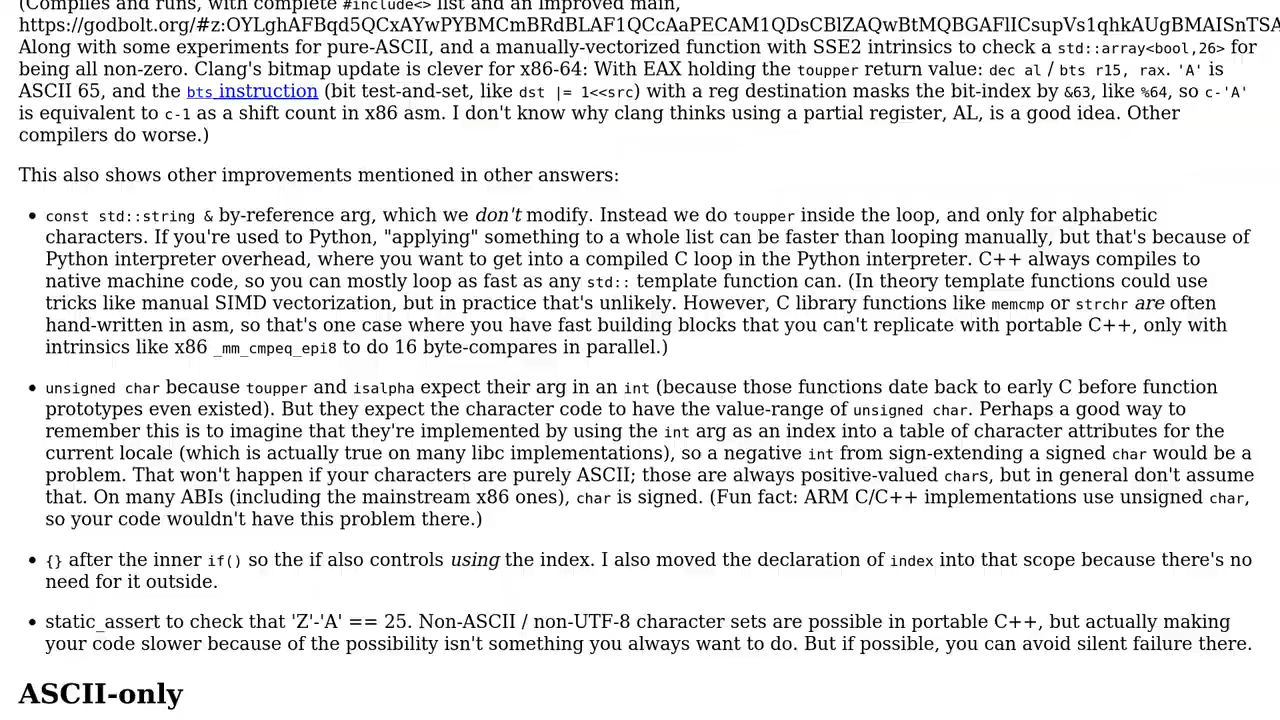 (Compiles and runs, with complete #include<> list and an improved main,
https://godbolt.org/#z:OYLghAFBqd5QCxAYwPYBMCmBRdBLAF1QCcAaPECAM1QDsCBlZAQwBtMQBGAFlICsupVs1qhkAUgBMAISnTSA
Along with some experiments for pure-ASCII, and a manually-vectorized function with SSE2 intrinsics to check a std::array<bool,26> for
being all non-zero. Clang's bitmap update is clever for x86-64: With EAX holding the toupper return value: dec al / bts r15, rax. 'A' is
ASCII 65, and the bts instruction (bit test-and-set, like dst |= 1<<src) with a reg destination masks the bit-index by &63, like %64, so c-'A'
is equivalent to c-1 as a shift count in x86 asm. I don't know why clang thinks using a partial register, AL, is a good idea. Other
compilers do worse.)
This also shows other improvements mentioned in other answers:
• const std::string & by-reference arg, which we don't modify. Instead we do toupper inside the loop, and only for alphabetic
characters. If you're used to Python, "applying" something to a whole list can be faster than looping manually, but that's because of
Python interpreter overhead, where you want to get into a compiled C loop in the Python interpreter. C++ always compiles to
native machine code, so you can mostly loop as fast as any std:: template function can. (In theory template functions could use
tricks like manual SIMD vectorization, but in practice that's unlikely. However, C library functions like memcmp or strchr are often
hand-written in asm, so that's one case where you have fast building blocks that you can't replicate with portable C++, only with
intrinsics like x86 _mm_cmpeq_epi8 to do 16 byte-compares in parallel.)
• unsigned char because toupper and isalpha expect their arg in an int (because those functions date back to early C before function
prototypes even existed). But they expect the character code to have the value-range of unsigned char. Perhaps a good way to
remember this is to imagine that they're implemented by using the int arg as an index into a table of character attributes for the
current locale (which is actually true on many libc implementations), so a negative int from sign-extending a signed char would be a
problem. That won't happen if your characters are purely ASCII; those are always positive-valued chars, but in general don't assume
that. On many ABIs (including the mainstream x86 ones), char is signed. (Fun fact: ARM C/C++ implementations use unsigned char,
so your code wouldn't have this problem there.)
• {} after the inner if() so the if also controls using the index. I also moved the declaration of index into that scope because there's no
need for it outside.
• static_assert to check that 'Z'-'A' == 25. Non-ASCII / non-UTF-8 character sets are possible in portable C++, but actually making
your code slower because of the possibility isn't something you always want to do. But if possible, you can avoid silent failure there.
ASCII-only